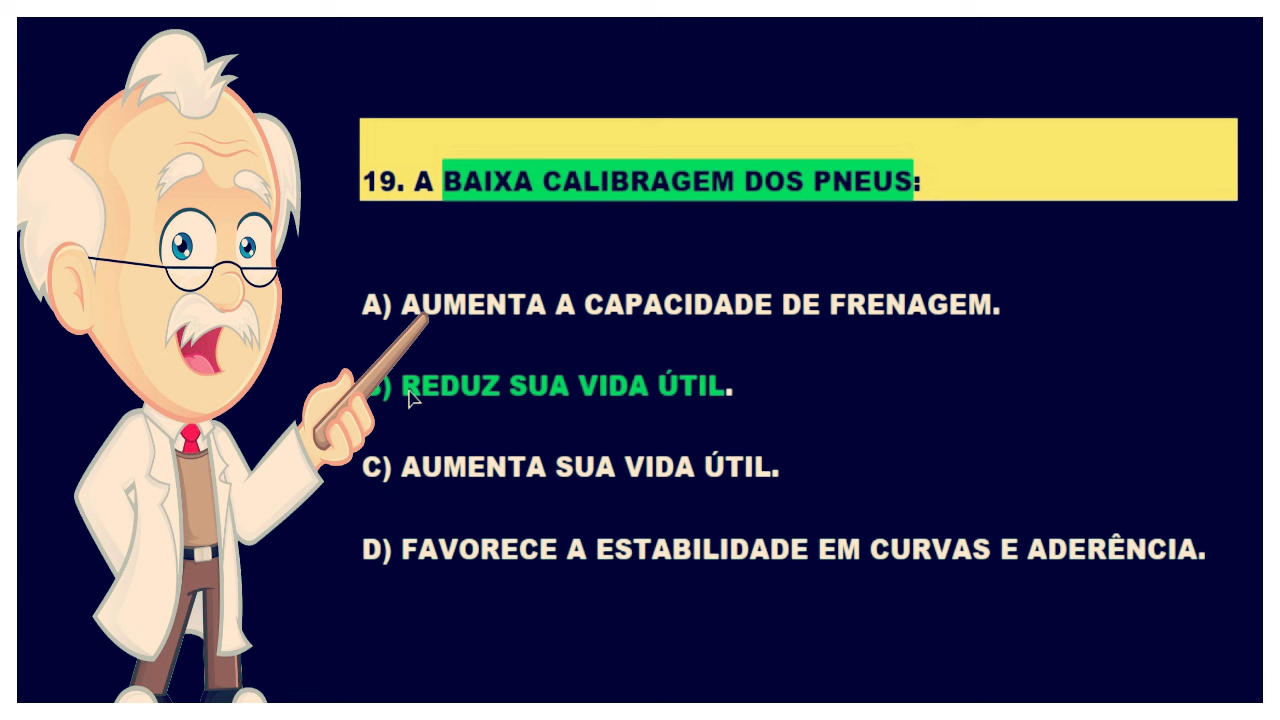 19. A BAIXA CALIBRAGEM DOS PNEUS:
A) AUMENTA A CAPACIDADE DE FRENAGEM.
B) REDUZ SUA VIDA ÚTIL.
C) AUMENTA SUA VIDA ÚTIL.
D) FAVORECE A ESTABILIDADE EM CURVAS E ADERÊNCIA.